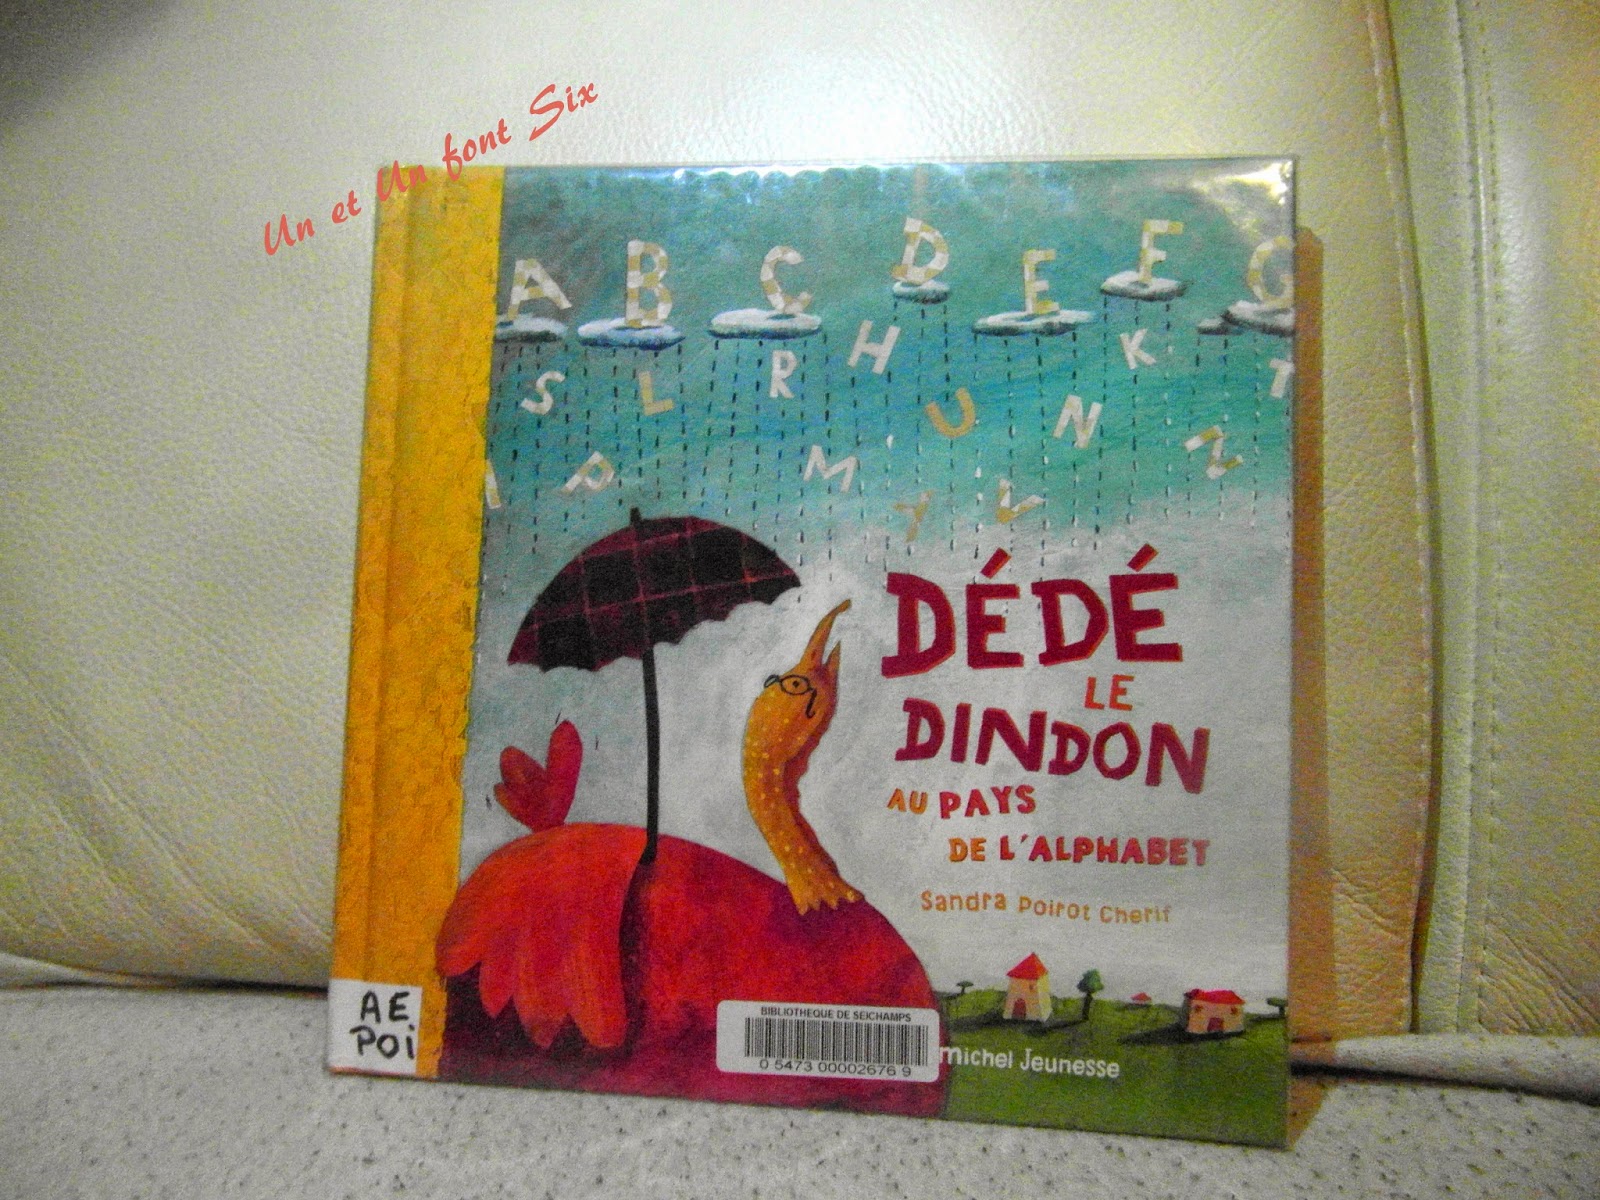 Un et Un font Six
A B C D E F G
S L R H U N K T
I P M Y V Z
DÉDÉ
LE
DINDON
AU PAYS
DE L'ALPHABET
Sandra Poirot Cherif
AE
POI
BIBLIOTHEQUE DE SEICHAMPS
0 5473 00002676 9
michel Jeunesse